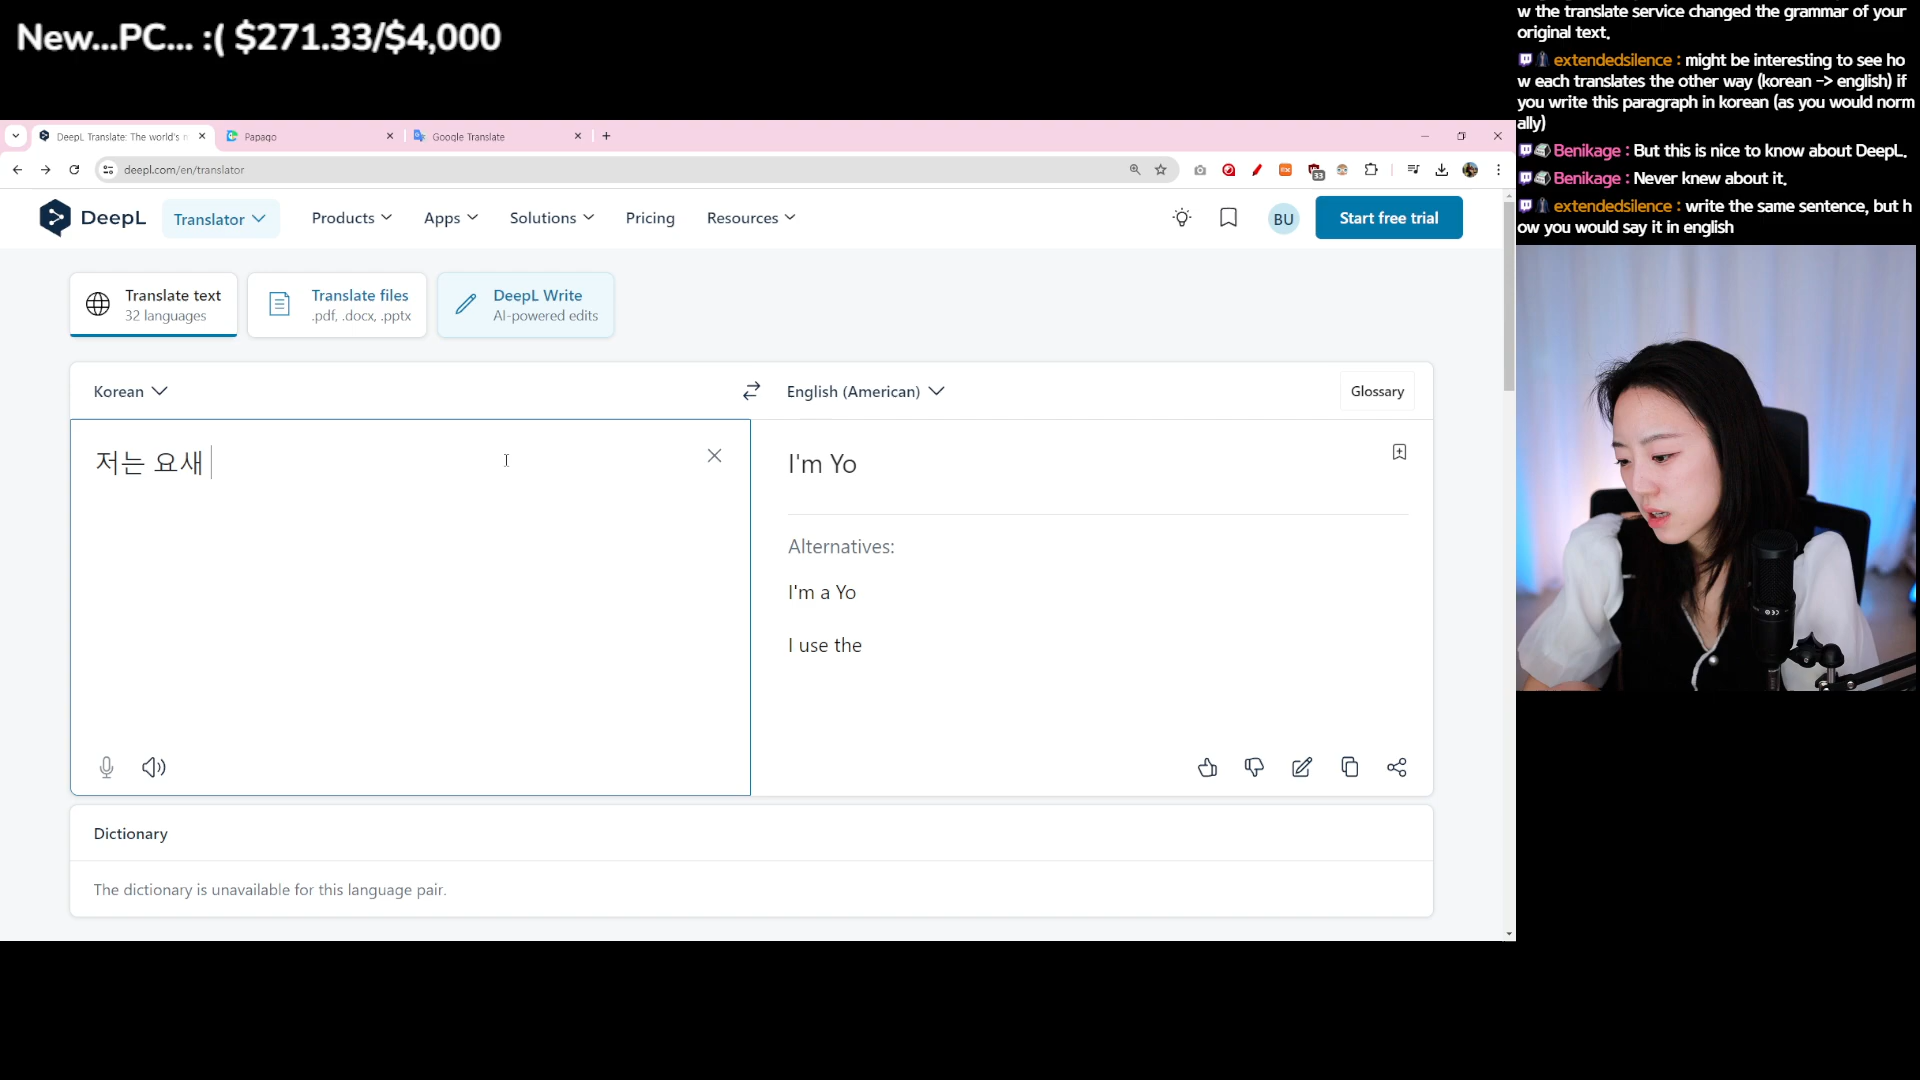 New...PC... :( $271.33/$4,000
w the translate service changed the grammar of your
original text.
extendedsilence : might be interesting to see ho
w each translates the other way (korean -> english) if
you write this paragraph in korean (as you would norm
ally)
Benikage : But this is nice to know about DeepL.
Benikage : Never knew about it.
extendedsilence : write the same sentence, but h
ow you would say it in english
DeepL Translate: The world's
Papago
Google Translate
deepl.com/en/translator
33
DeepL
Translator
Products
Apps
Solutions
Pricing
Resources
BU
Start free trial
Translate text
32 languages
Translate files
.pdf, .docx, .pptx
DeepL Write
AI-powered edits
Korean
English (American)
Glossary
저는 요새
I'm Yo
Alternatives:
I'm a Yo
I use the
Dictionary
The dictionary is unavailable for this language pair.